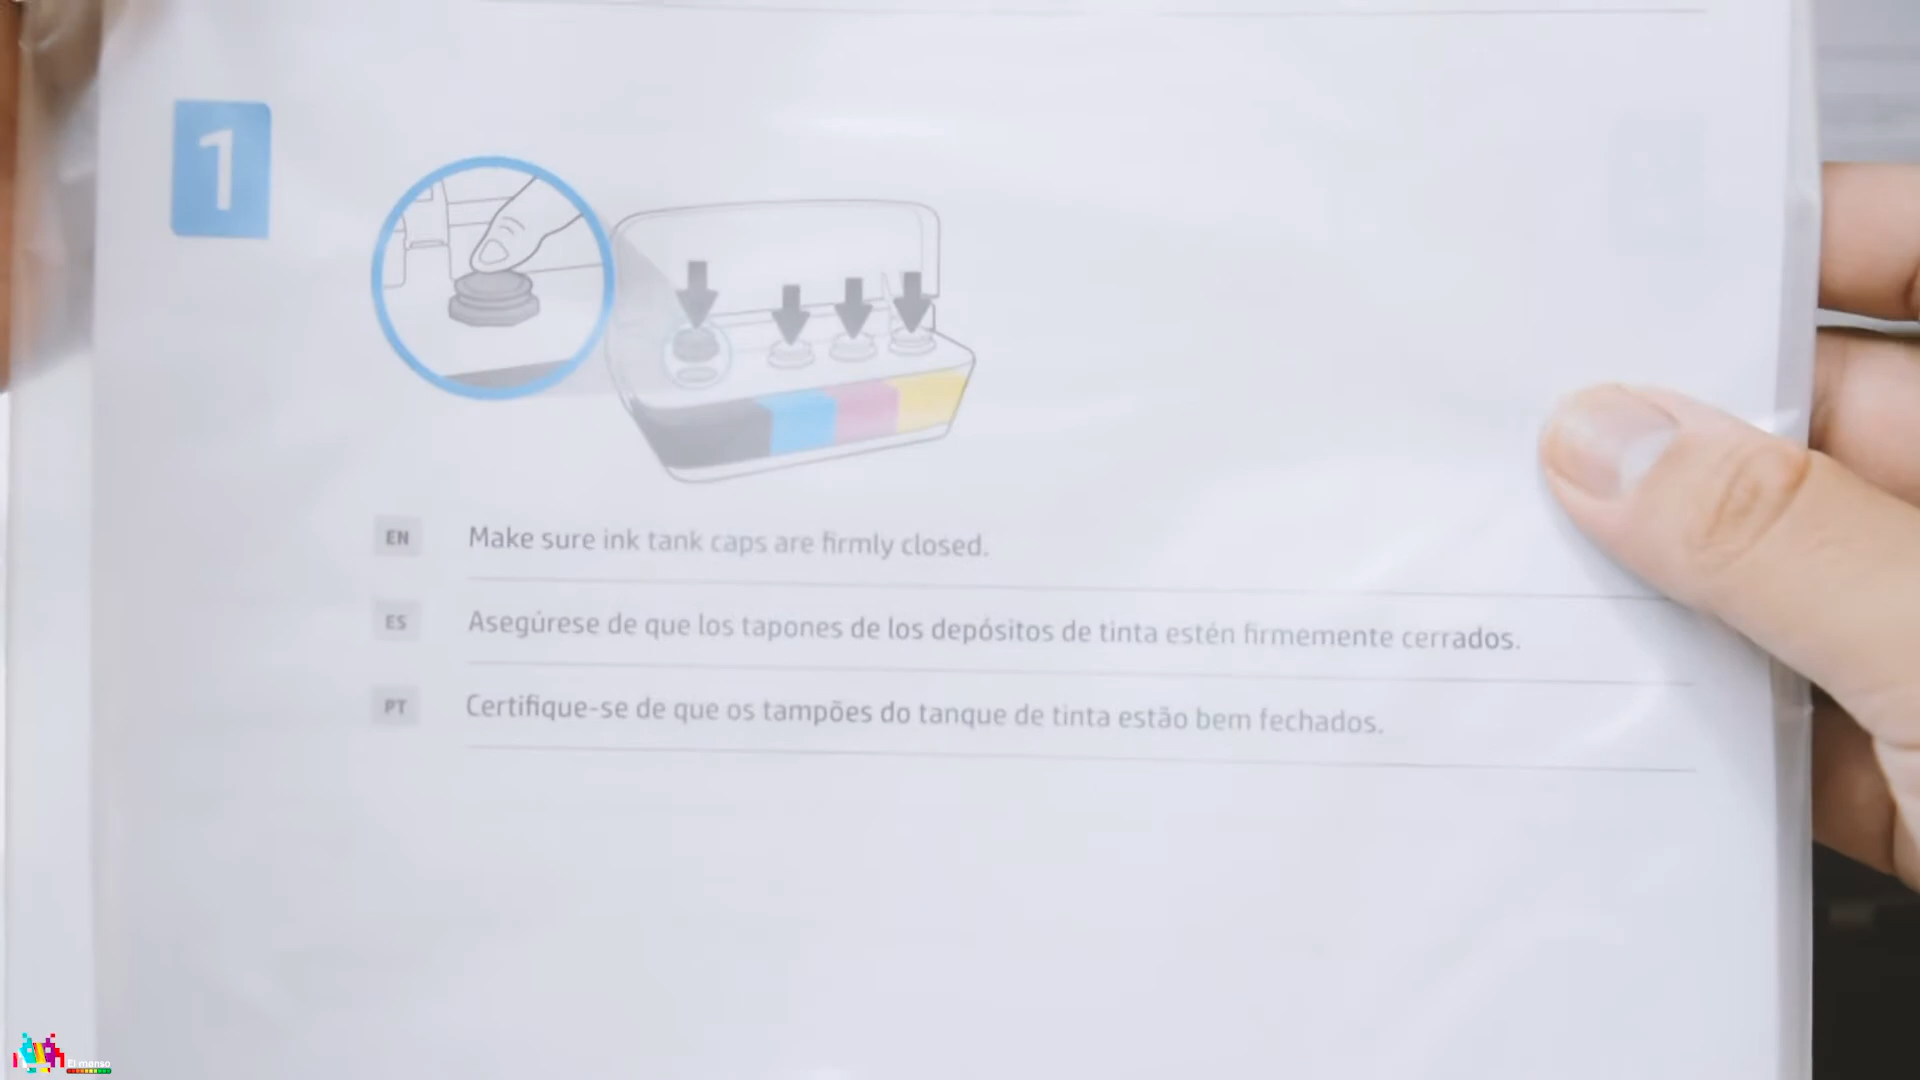 1
EN Make sure ink tank caps are firmly closed.
ES Asegúrese de que los tapones de los depósitos de tinta estén firmemente cerrados.
PT Certifique-se de que os tampões do tanque de tinta estão bem fechados.
El manso